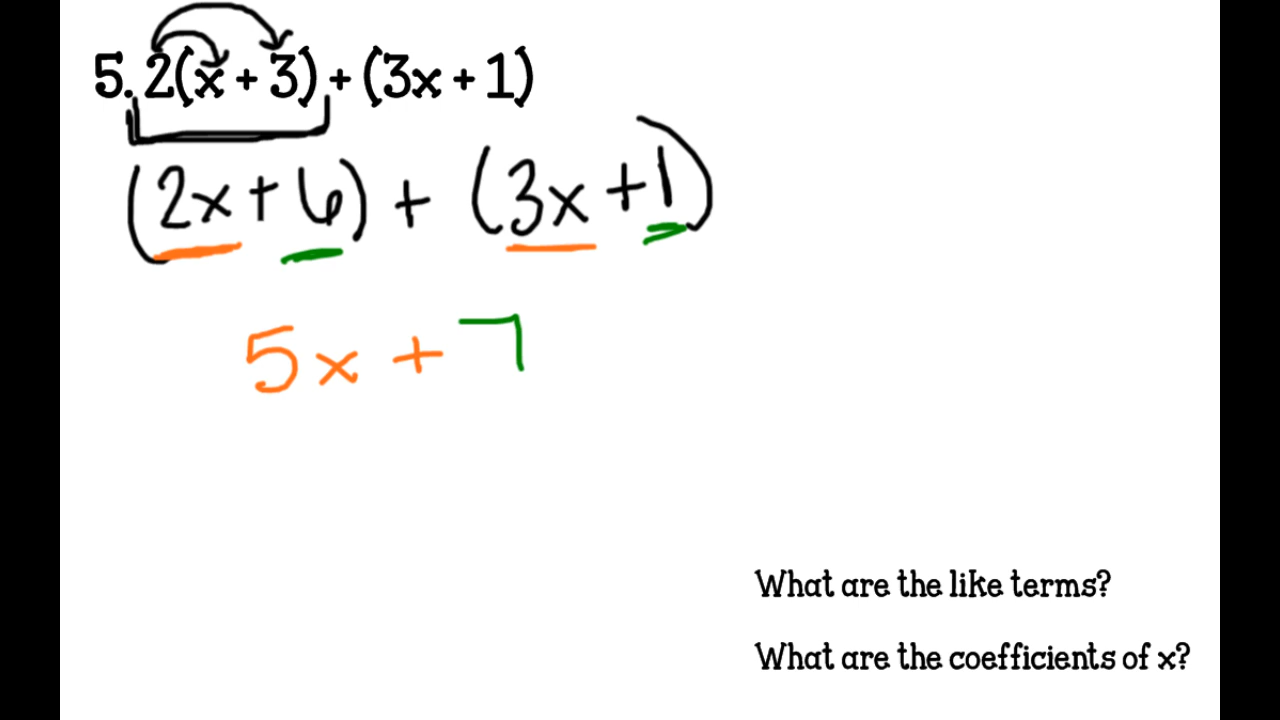 5. 2(x + 3) + (3x + 1)
(2x + 6) + (3x + 1)
5x + 7
What are the like terms?
What are the coefficients of x?